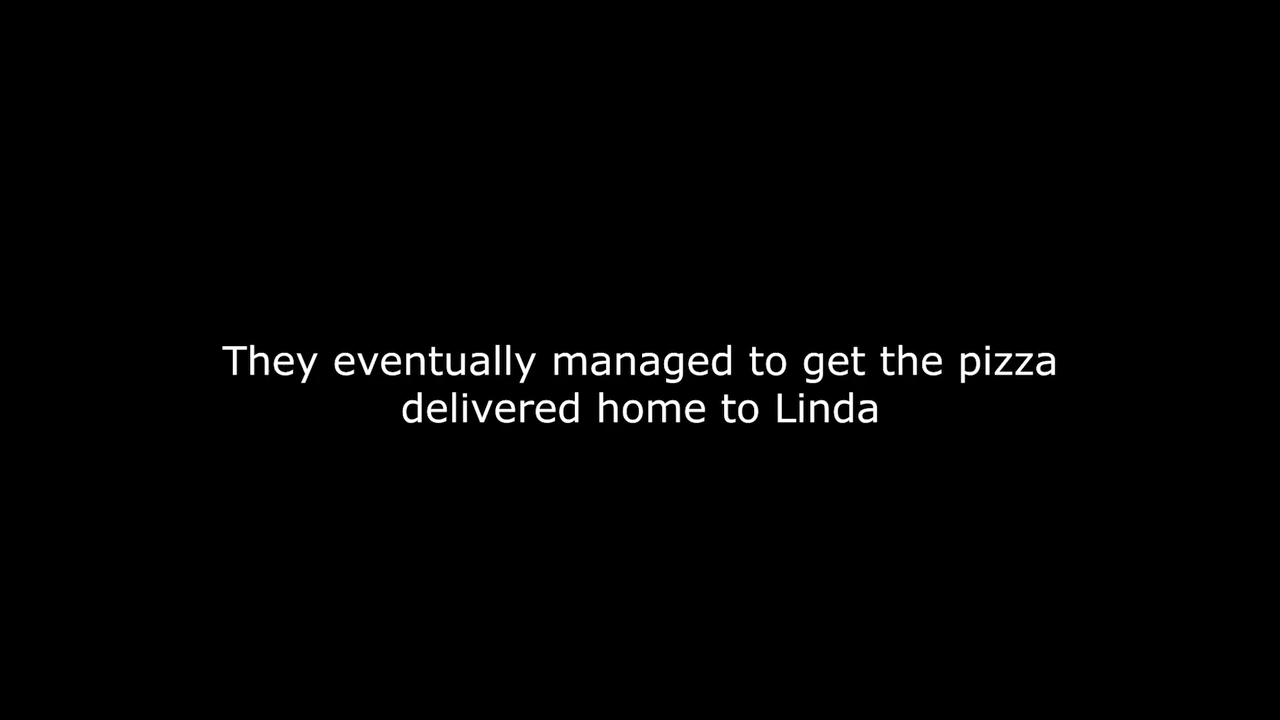 They eventually managed to get the pizza
delivered home to Linda